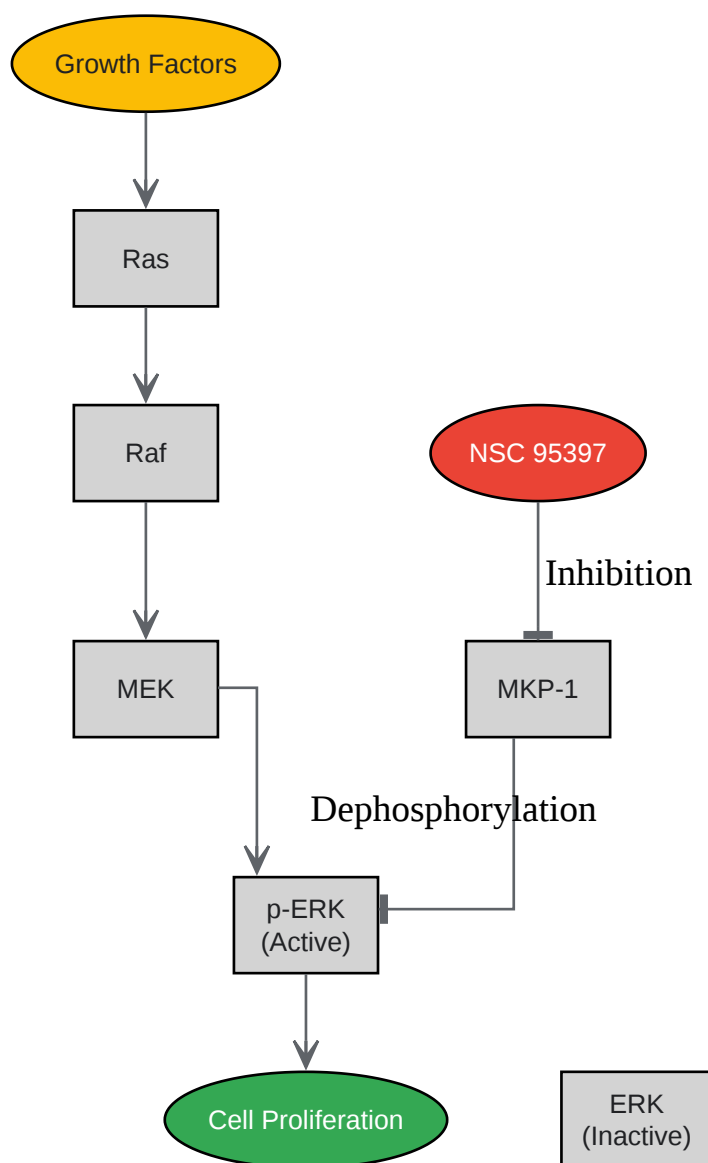 Growth Factors
Ras
Raf
NSC 95397
Inhibition
MEK
MKP-1
Dephosphorylation
p-ERK
(Active)
Cell Proliferation
ERK
(Inactive)